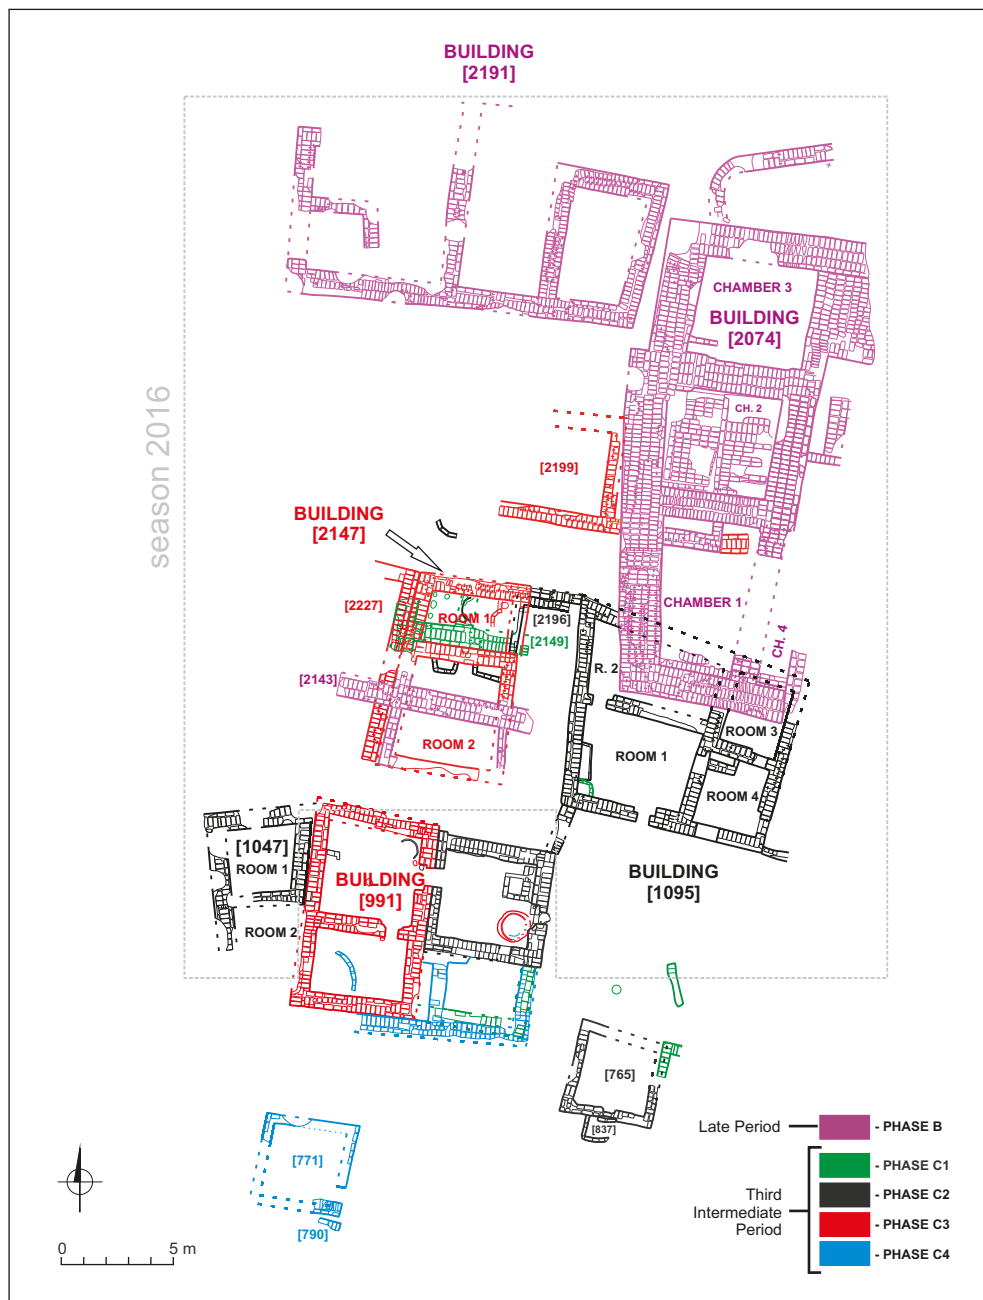 BUILDING
[2191]
season 2016
CHAMBER 3
BUILDING
[2074]
CH. 2
[2199]
BUILDING
[2147]
CHAMBER 1
[2227]
ROOM 1
[2196]
[2149]
CH. 4
R. 2
[2143]
ROOM 3
ROOM 2
ROOM 1
ROOM 4
[1047]
ROOM 1
BUILDING
[991]
BUILDING
[1095]
ROOM 2
[765]
[837]
[771]
[790]
Late Period
- PHASE B
Third
Intermediate
Period
- PHASE C1
- PHASE C2
- PHASE C3
- PHASE C4
0 5 m